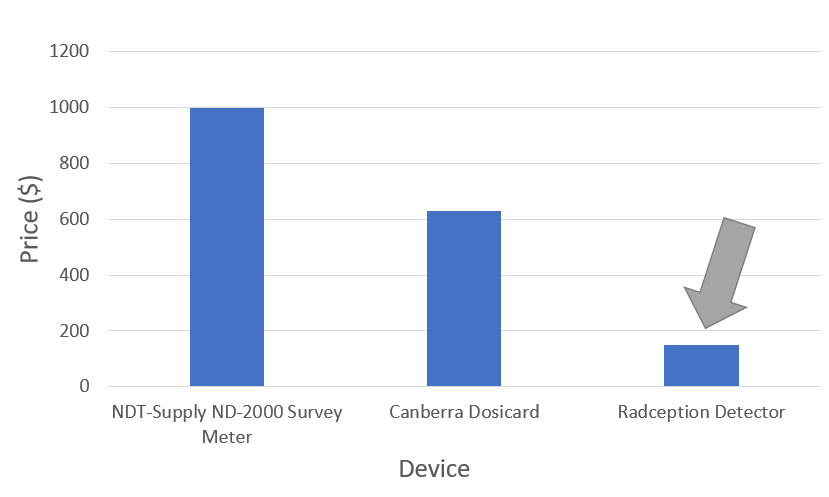 1200
1000
800
600
400
200
0
Price ($)
NDT-Supply ND-2000 Survey
Meter
Canberra Dosicard
Radception Detector
Device